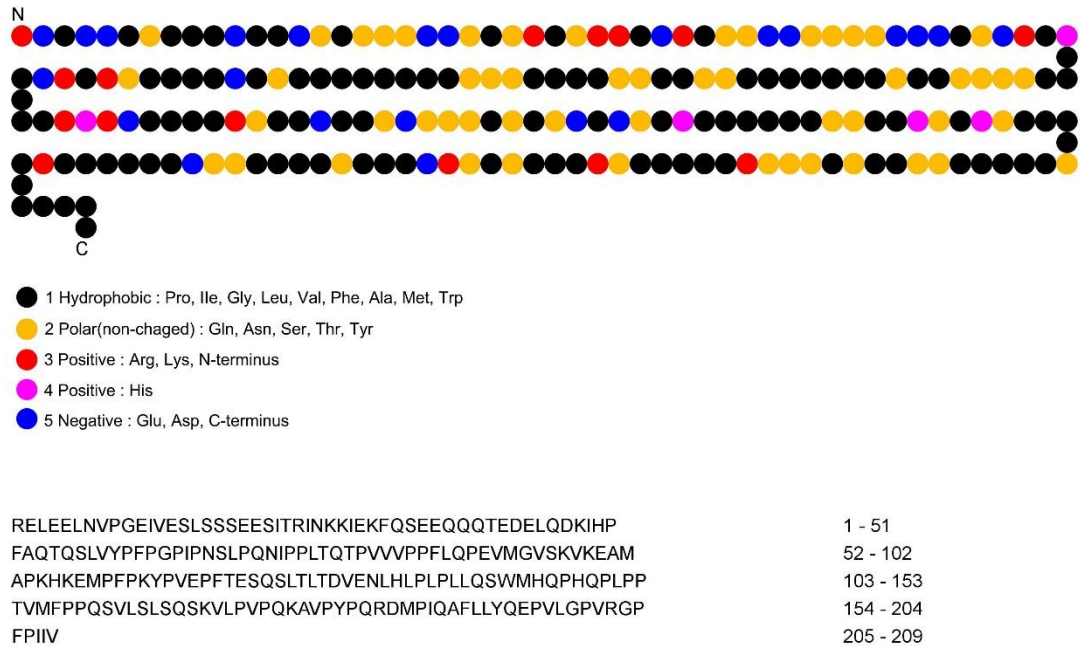 N
C
1 Hydrophobic : Pro, Ile, Gly, Leu, Val, Phe, Ala, Met, Trp
2 Polar(non-chaged) : Gln, Asn, Ser, Thr, Tyr
3 Positive : Arg, Lys, N-terminus
4 Positive : His
5 Negative : Glu, Asp, C-terminus
RELEELNVPGEIVESLSSSEESITRINKKIEKFQSEEQQQTEDELQDKIHP 1 - 51
FAQTQSLVYPFPGPIPNSLPQNIPPLTQTPVVVPPFLQPEVMGVSKVKEAM 52 - 102
APKHKEMPFPKYPVEPFTESQSLTLTDVENLHLPLPLLQSWMHQPHQPLPP 103 - 153
TVMFPPQSVLSLSQSKVLPVPQKAVPYPQRDMPIQAFLLYQEPVLGPVRGP 154 - 204
FPIIV 205 - 209